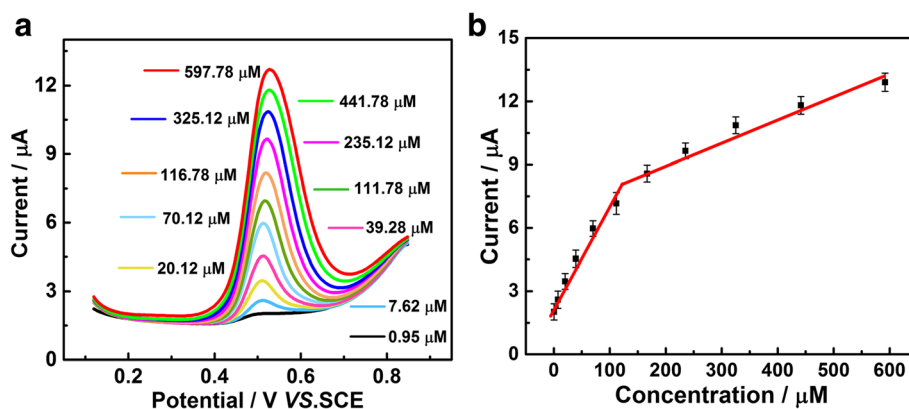 a
12
9
6
3
0
Current / μA
597.78 μM
325.12 μM
116.78 μM
70.12 μM
20.12 μM
441.78 μM
235.12 μM
111.78 μM
39.28 μM
7.62 μM
0.95 μM
0.2 0.4 0.6 0.8
Potential / V VS.SCE
b
15
12
9
6
3
0
Current / μA
0 100 200 300 400 500 600
Concentration / μM